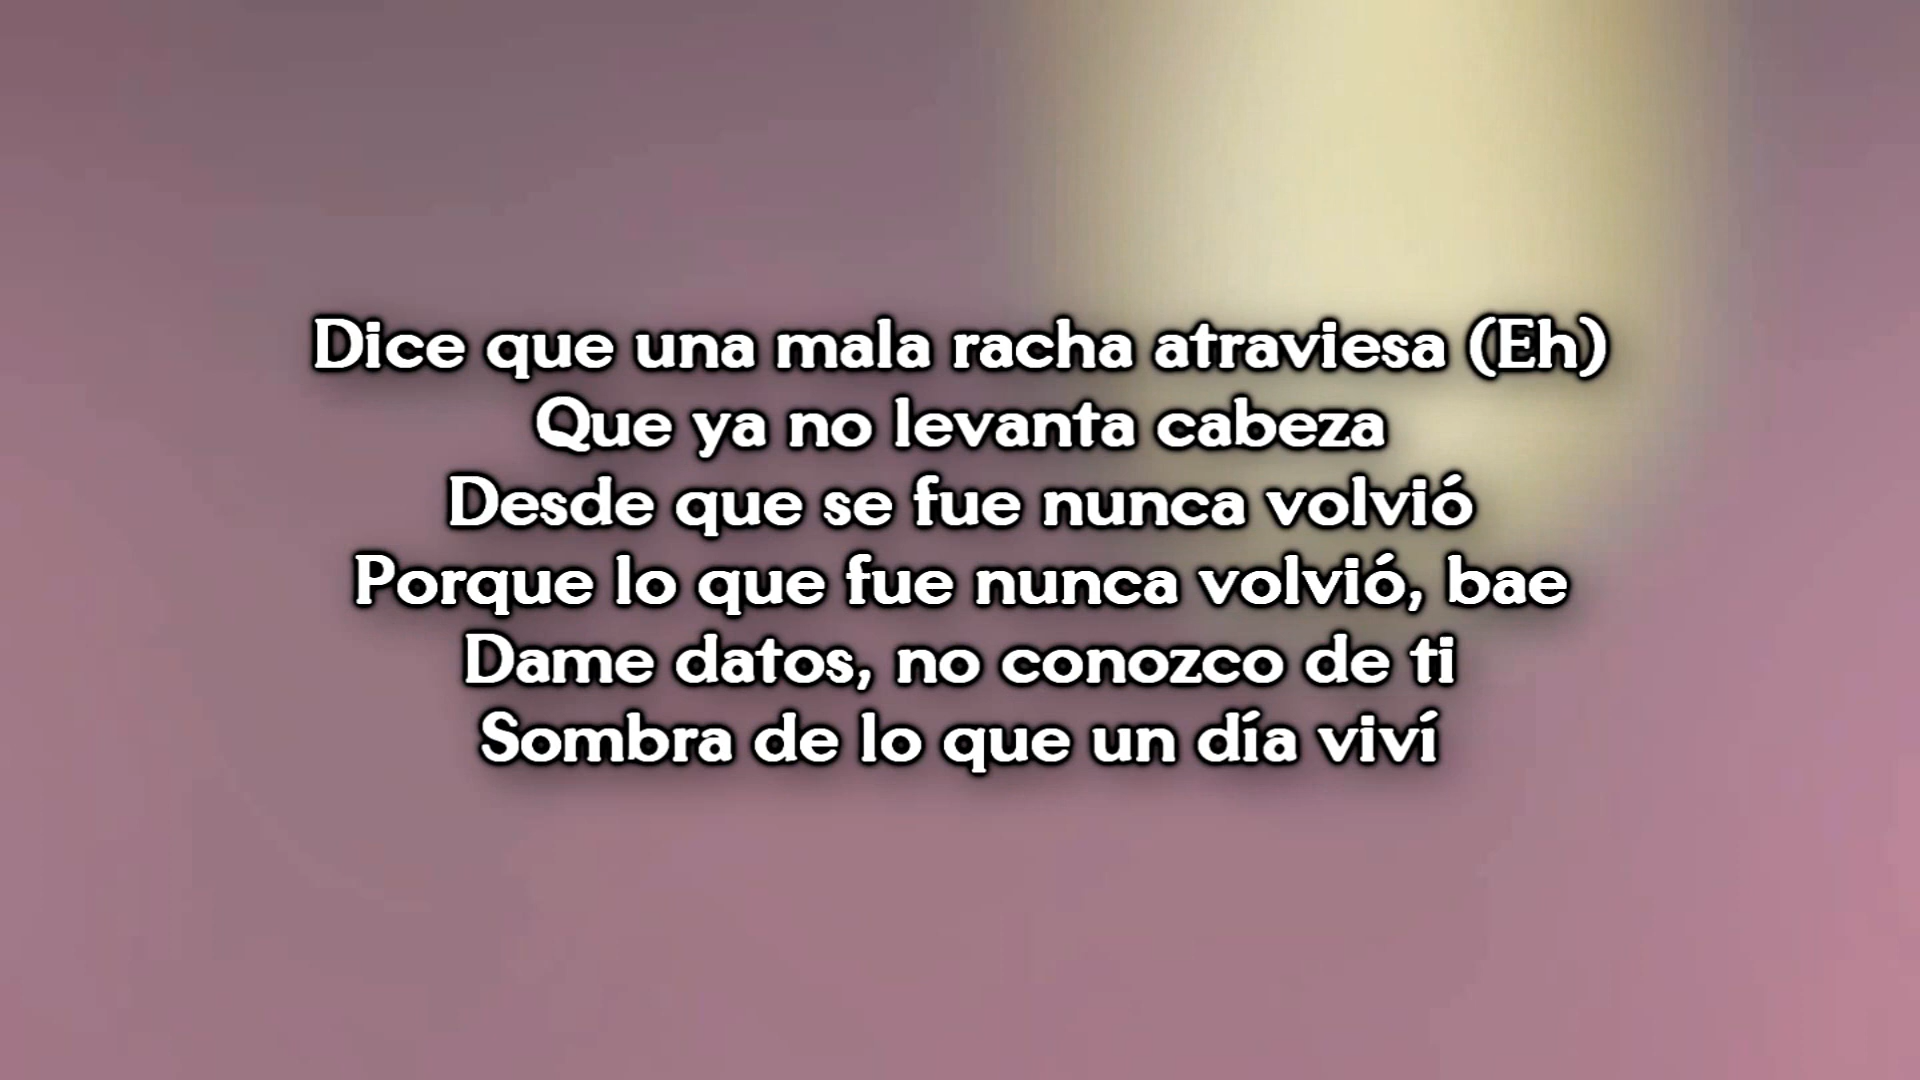 Dice que una mala racha atraviesa (Eh)
Que ya no levanta cabeza
Desde que se fue nunca volvió
Porque lo que fue nunca volvió, bae
Dame datos, no conozco de ti
Sombra de lo que un día viví